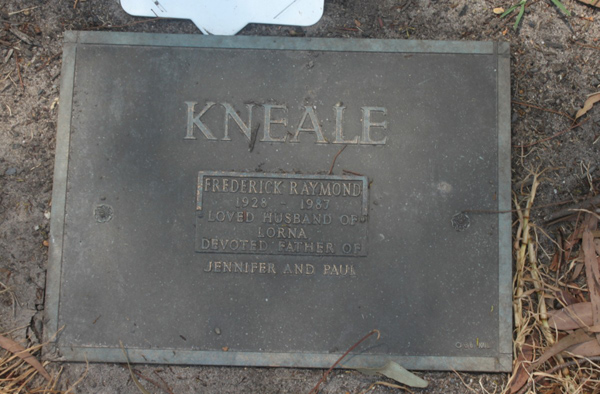 KNEALE
FREDERICK RAYMOND
1928 - 1987
LOVED HUSBAND OF
LORNA
DEVOTED FATHER OF
JENNIFER AND PAUL